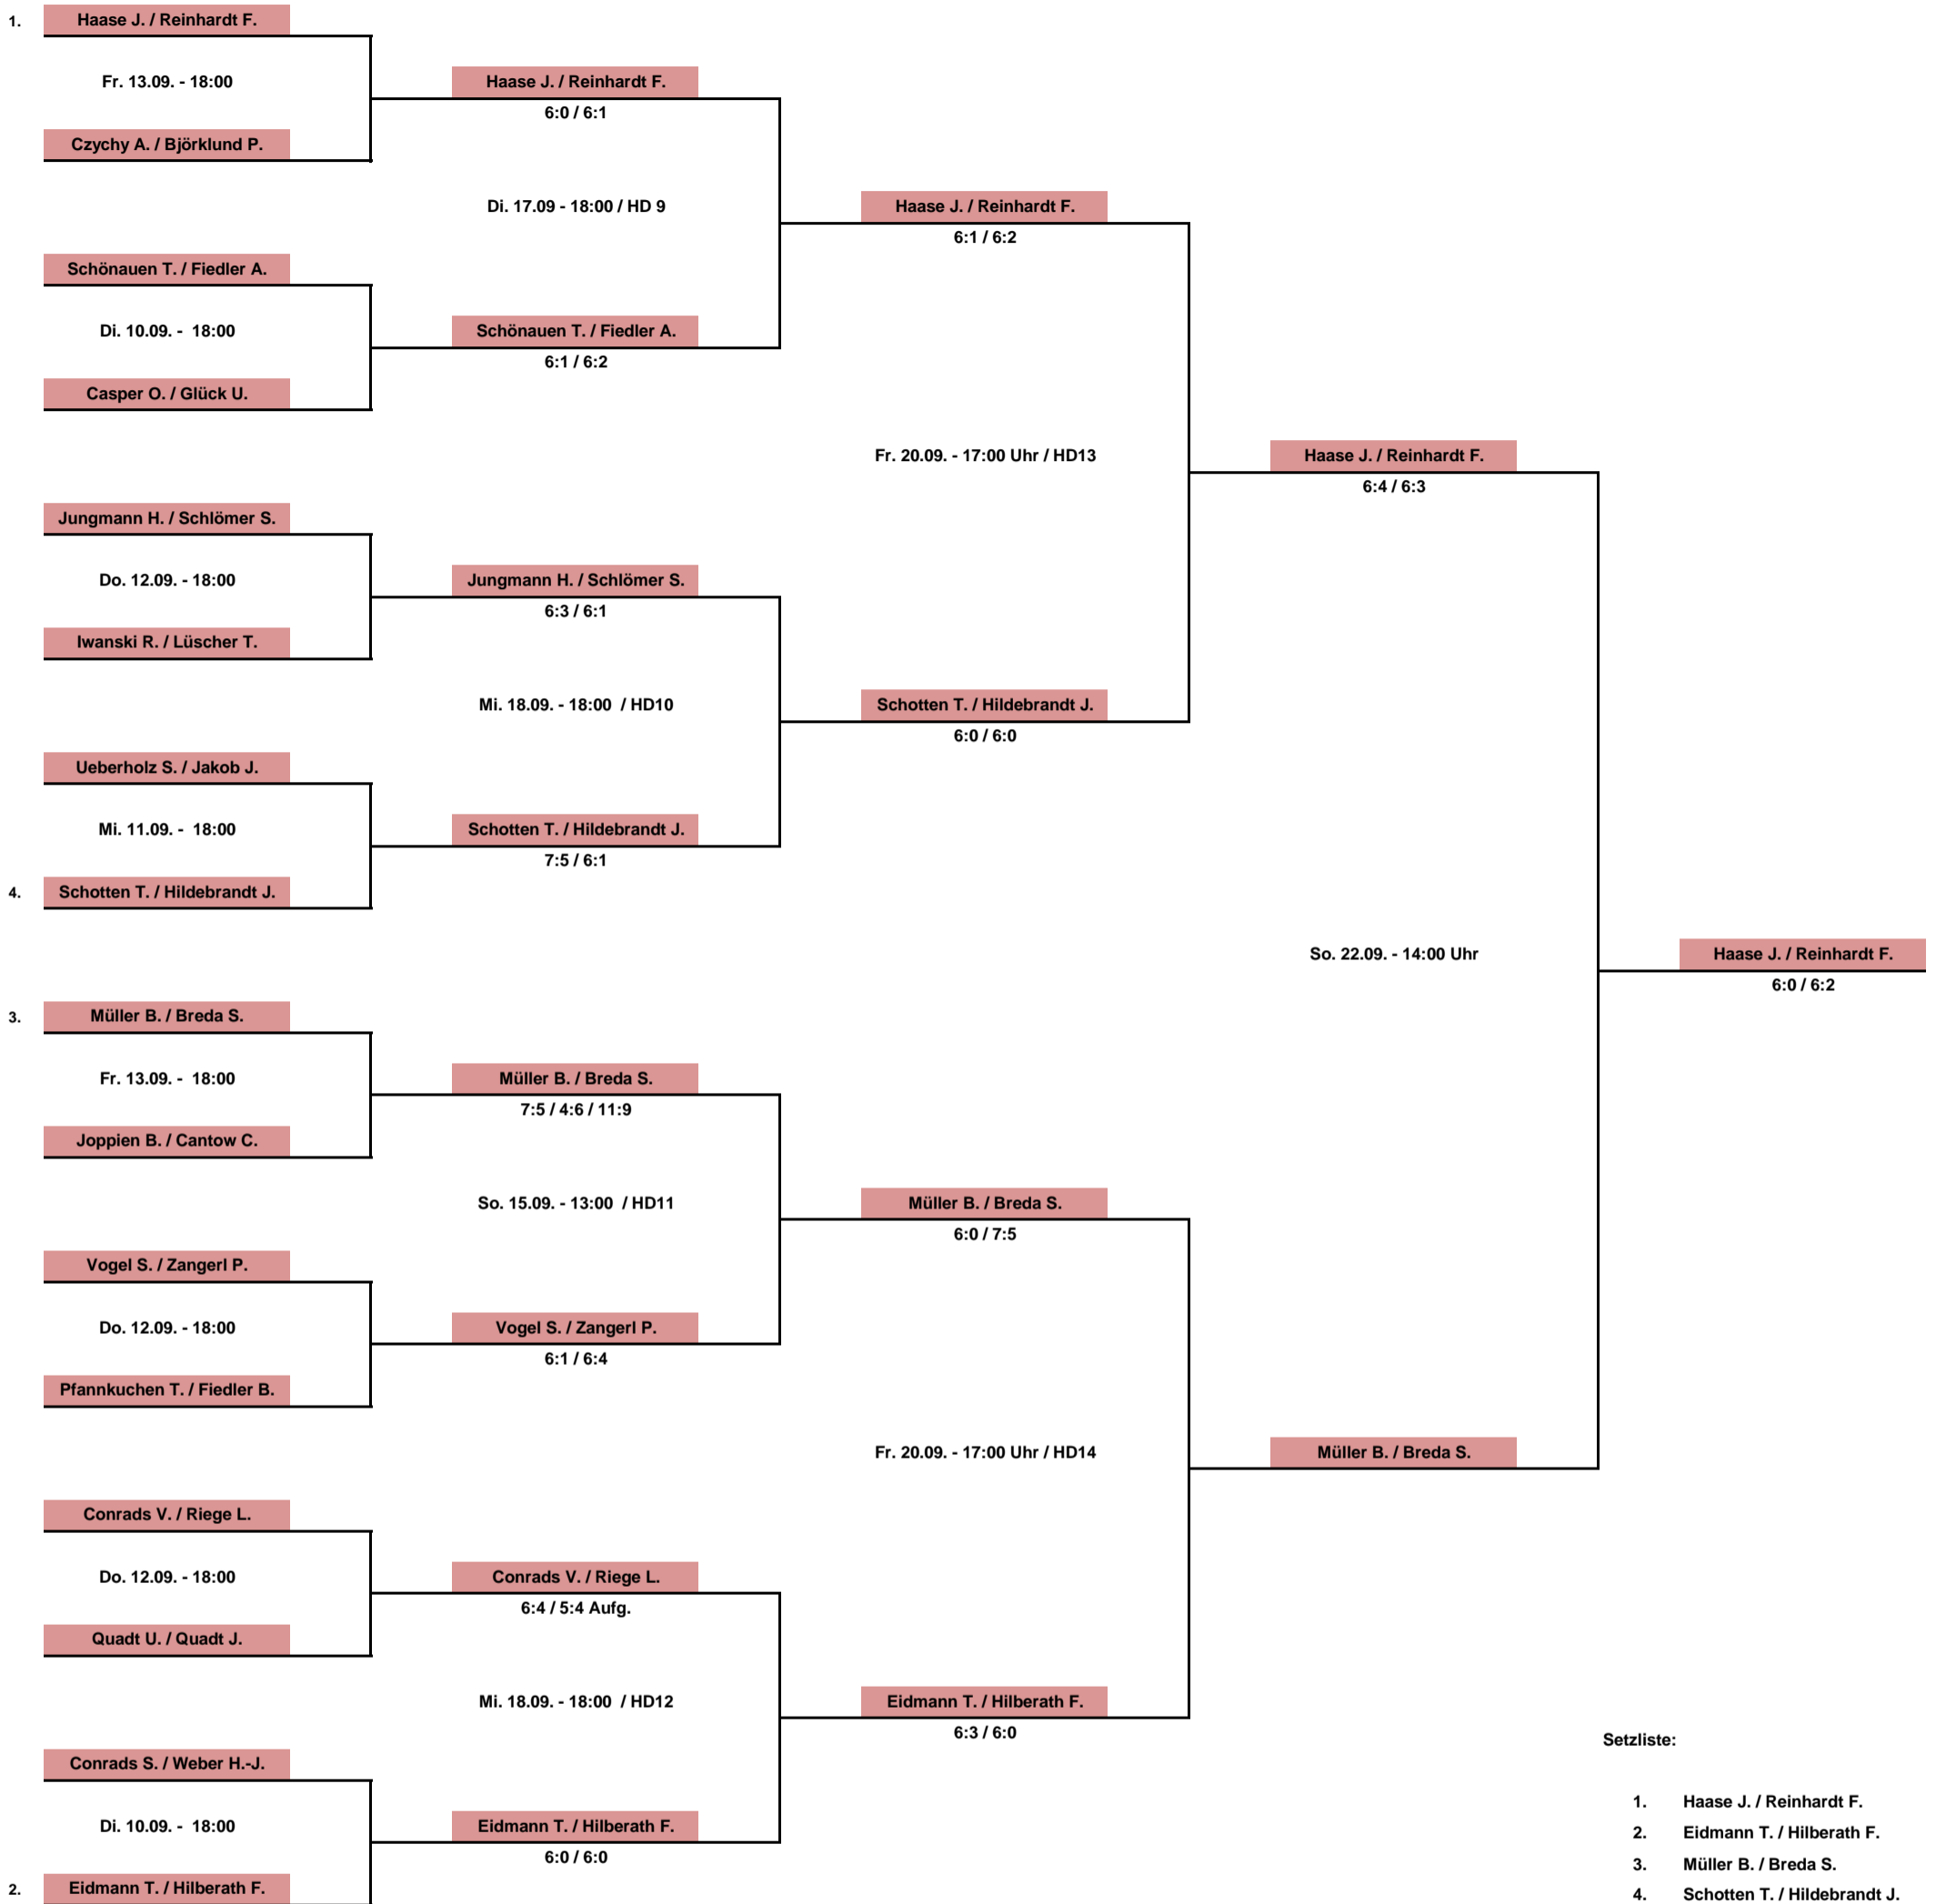 1.
Haase J. / Reinhardt F.
Fr. 13.09. - 18:00
Haase J. / Reinhardt F.
6:0 / 6:1
Czychy A. / Björklund P.
Di. 17.09 - 18:00 / HD 9
Haase J. / Reinhardt F.
6:1 / 6:2
Schönauen T. / Fiedler A.
Di. 10.09. - 18:00
Schönauen T. / Fiedler A.
6:1 / 6:2
Casper O. / Glück U.
Fr. 20.09. - 17:00 Uhr / HD13
Haase J. / Reinhardt F.
6:4 / 6:3
Jungmann H. / Schlömer S.
Do. 12.09. - 18:00
Jungmann H. / Schlömer S.
6:3 / 6:1
Iwanski R. / Lüscher T.
Mi. 18.09. - 18:00 / HD10
Schotten T. / Hildebrandt J.
6:0 / 6:0
Ueberholz S. / Jakob J.
Mi. 11.09. - 18:00
Schotten T. / Hildebrandt J.
7:5 / 6:1
4.
Schotten T. / Hildebrandt J.
So. 22.09. - 14:00 Uhr
Haase J. / Reinhardt F.
6:0 / 6:2
3.
Müller B. / Breda S.
Fr. 13.09. - 18:00
Müller B. / Breda S.
7:5 / 4:6 / 11:9
Joppien B. / Cantow C.
So. 15.09. - 13:00 / HD11
Müller B. / Breda S.
6:0 / 7:5
Vogel S. / Zangerl P.
Do. 12.09. - 18:00
Vogel S. / Zangerl P.
6:1 / 6:4
Pfannkuchen T. / Fiedler B.
Fr. 20.09. - 17:00 Uhr / HD14
Müller B. / Breda S.
Conrads V. / Riege L.
Do. 12.09. - 18:00
Conrads V. / Riege L.
6:4 / 5:4 Aufg.
Quadt U. / Quadt J.
Mi. 18.09. - 18:00 / HD12
Eidmann T. / Hilberath F.
6:3 / 6:0
Conrads S. / Weber H.-J.
Di. 10.09. - 18:00
Eidmann T. / Hilberath F.
6:0 / 6:0
2.
Eidmann T. / Hilberath F.
Setzliste:
1. Haase J. / Reinhardt F.
2. Eidmann T. / Hilberath F.
3. Müller B. / Breda S.
4. Schotten T. / Hildebrandt J.